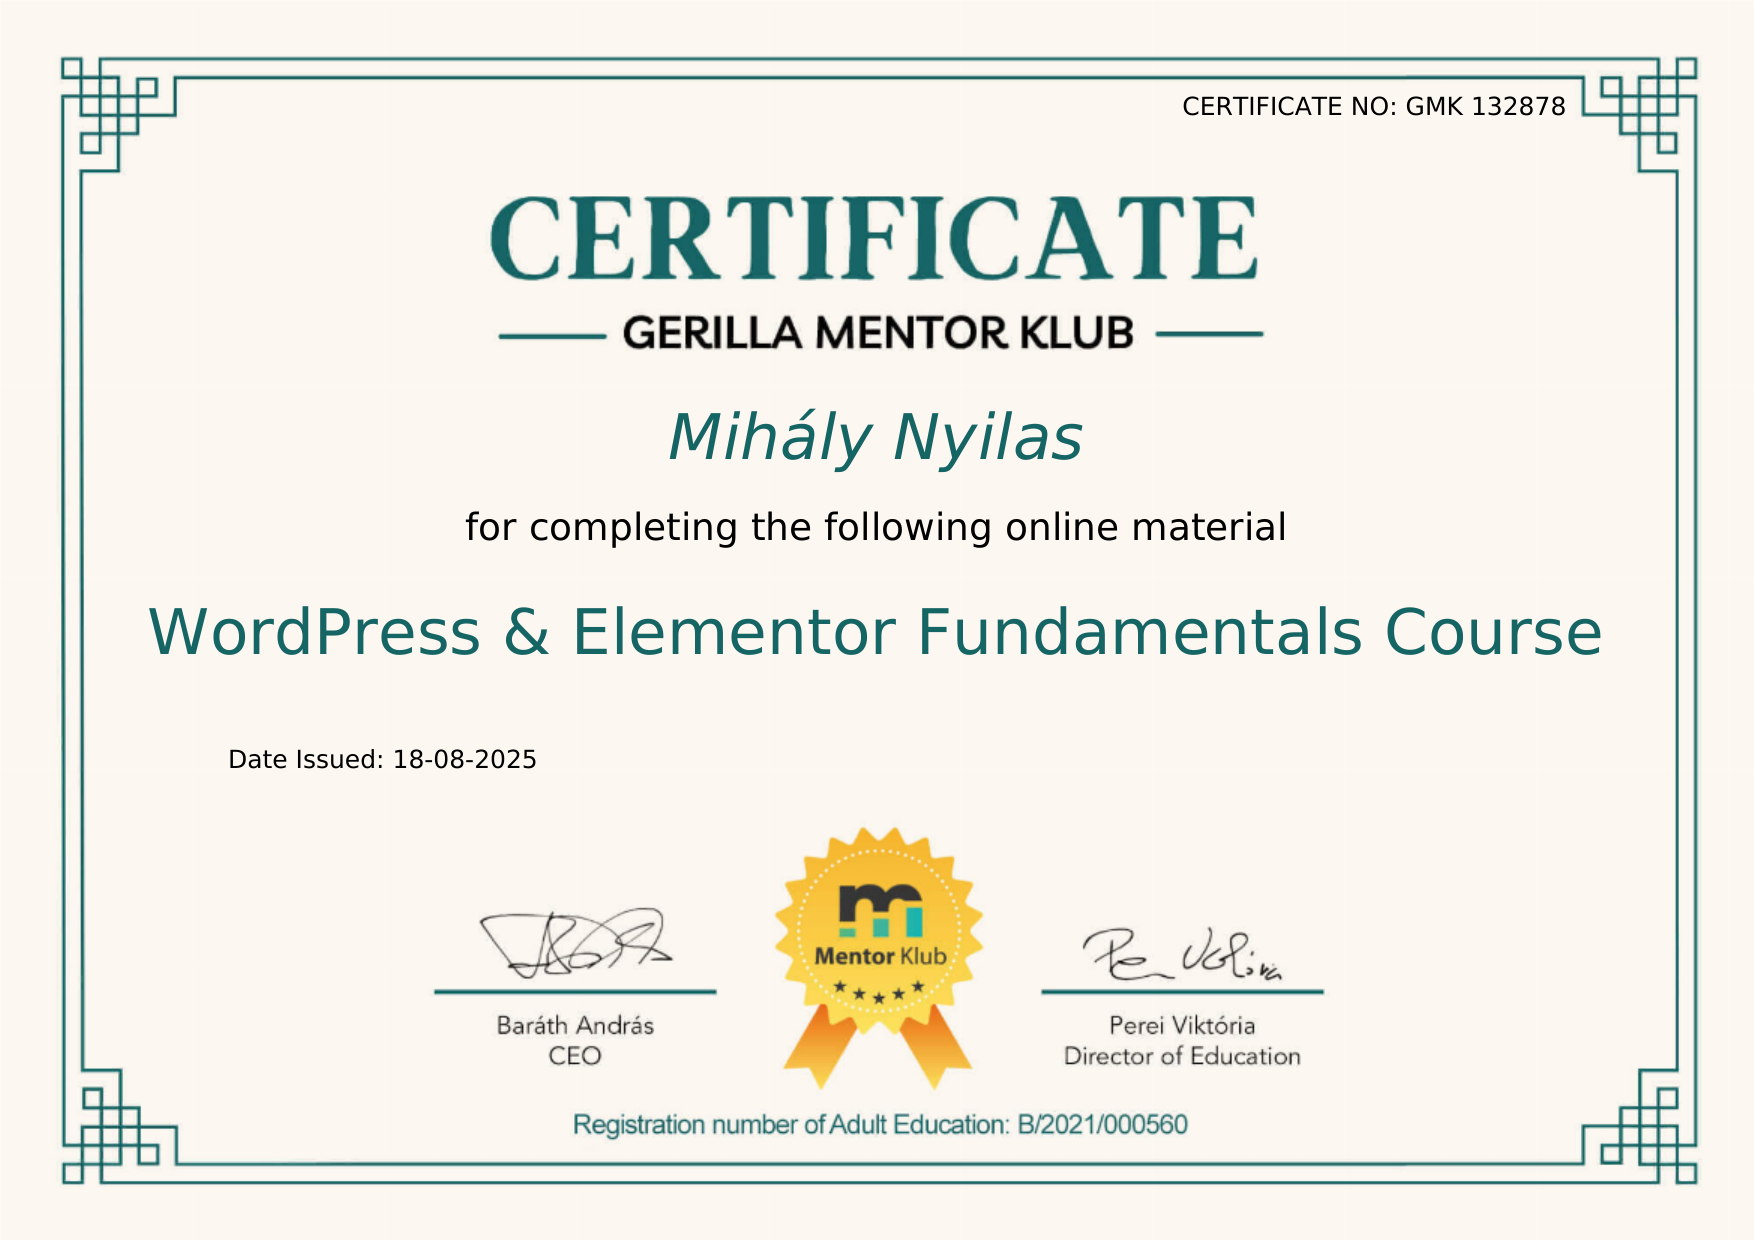 CERTIFICATE NO: GMK 132878
CERTIFICATE
GERILLA MENTOR KLUB
Mihály Nyilas
for completing the following online material
WordPress & Elementor Fundamentals Course
Date Issued: 18-08-2025
Mentor Klub
Baráth András
CEO
Perei Viktória
Director of Education
Registration number of Adult Education: B/2021/000560